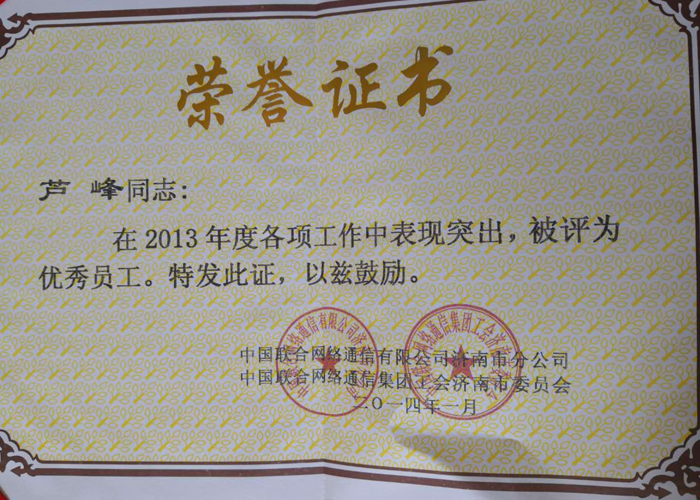 荣誉证书
芦峰同志:
在2013年度各项工作中表现突出，被评为
优秀员工。特发此证，以兹鼓励。
中国联合网络通信有限公司济南市分公司
中国联合网络通信集团工会济南市委员会
二〇一四年一月